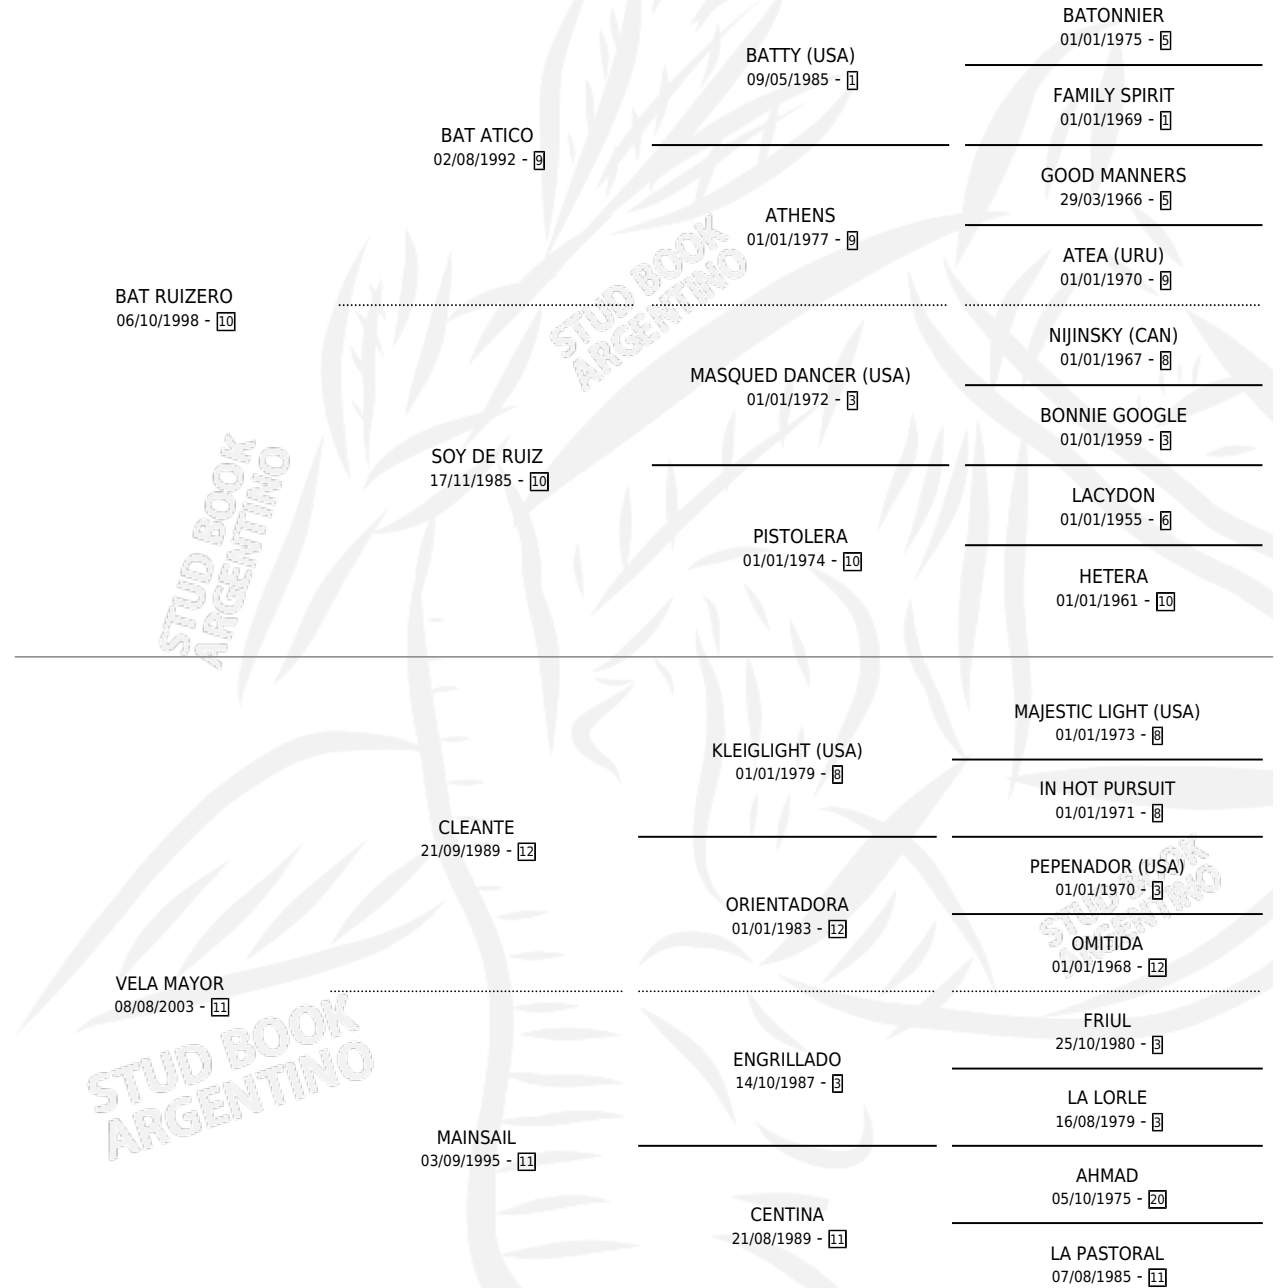 BATONNIER
01/01/1975 - 5
BATTY (USA)
09/05/1985 - 1
FAMILY SPIRIT
01/01/1969 - 1
BAT ATICO
02/08/1992 - 9
GOOD MANNERS
29/03/1966 - 5
ATHENS
01/01/1977 - 9
ATEA (URU)
01/01/1970 - 9
BAT RUIZERO
06/10/1998 - 10
NIJINSKY (CAN)
01/01/1967 - 8
MASQUED DANCER (USA)
01/01/1972 - 3
BONNIE GOOGLE
01/01/1959 - 3
SOY DE RUIZ
17/11/1985 - 10
LACYDON
01/01/1955 - 6
PISTOLERA
01/01/1974 - 10
HETERA
01/01/1961 - 10
STUD BOOK
ARGENTINO
STUD BOOK
ARGENTINO
MAJESTIC LIGHT (USA)
01/01/1973 - 8
KLEIGLIGHT (USA)
01/01/1979 - 8
IN HOT PURSUIT
01/01/1971 - 8
CLEANTE
21/09/1989 - 12
PEPENADOR (USA)
01/01/1970 - 3
ORIENTADORA
01/01/1983 - 12
OMITIDA
01/01/1968 - 12
STUD BOOK
ARGENTINO
VELA MAYOR
08/08/2003 - 11
FRIUL
25/10/1980 - 3
ENGRILLADO
14/10/1987 - 3
LA LORLE
16/08/1979 - 3
STUD BOOK
ARGENTINO
MAINSAIL
03/09/1995 - 11
AHMAD
05/10/1975 - 20
CENTINA
21/08/1989 - 11
LA PASTORAL
07/08/1985 - 11